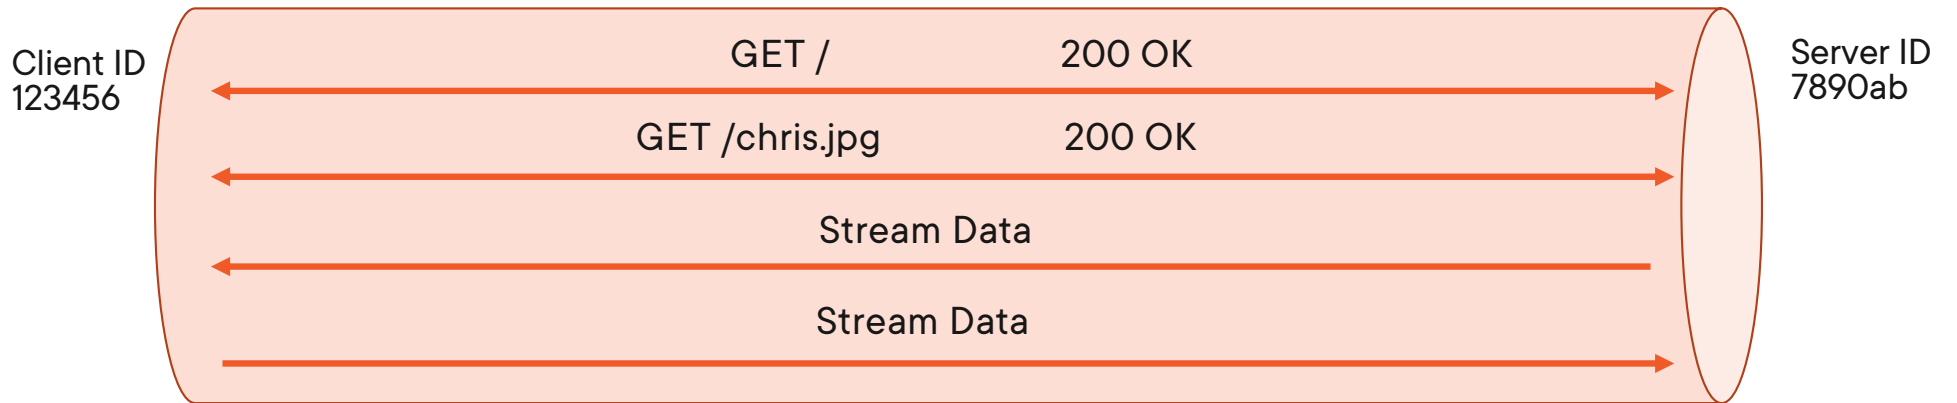 Client ID
123456
GET /
200 OK
Server ID
7890ab
GET /chris.jpg
200 OK
Stream Data
Stream Data